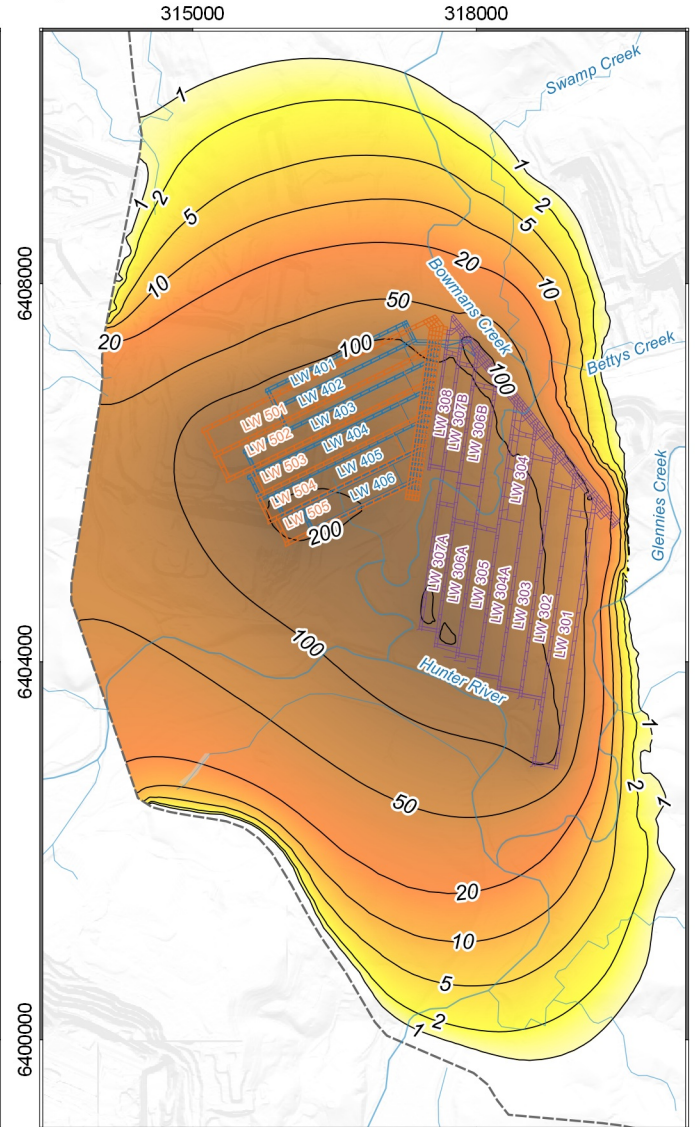 315000
318000
6408000
6404000
6400000
Swamp Creek
1
1
1
2
2
5
5
10
10
20
20
50
Bowmans Creek
Bettys Creek
Glennies Creek
100
100
LW 401
LW 402
LW 403
LW 404
LW 405
LW 406
LW 501
LW 502
LW 503
LW 504
LW 505
200
LW 308
LW 307B
LW 306B
LW 304
LW 307A
LW 306A
LW 305
LW 304A
LW 303
LW 302
LW 301
100
Hunter River
50
20
10
5
2
1
1
2
1